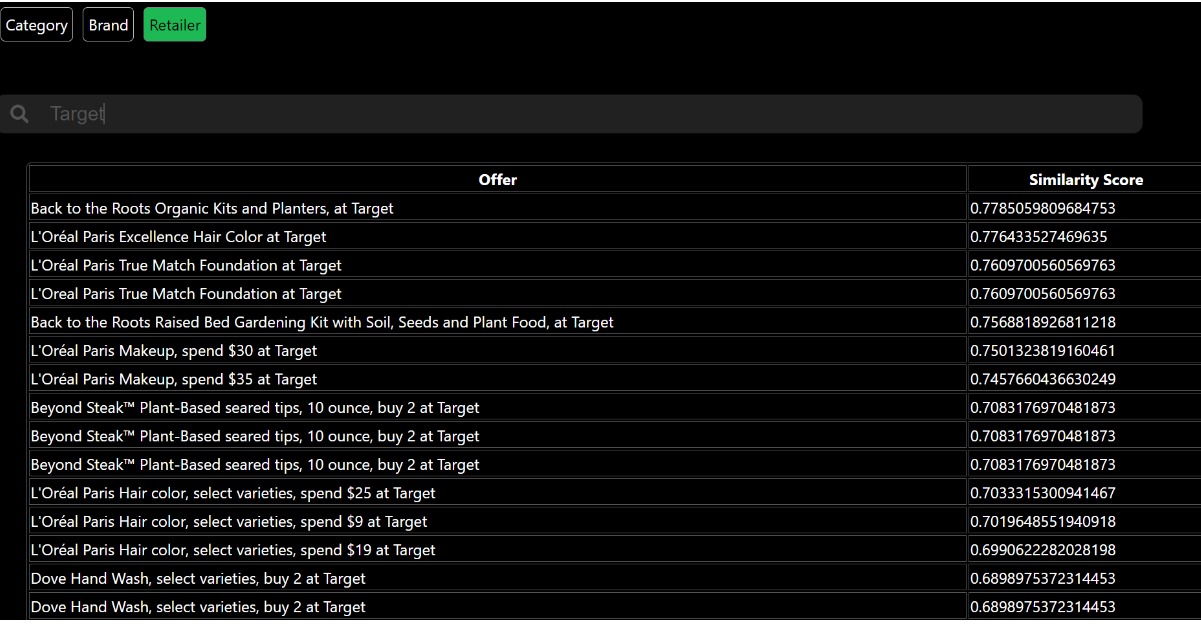 Category Brand Retailer
Target
Offer Similarity Score
Back to the Roots Organic Kits and Planters, at Target 0.7785059809684753
L'Oréal Paris Excellence Hair Color at Target 0.776433527469635
L'Oréal Paris True Match Foundation at Target 0.7609700560569763
L'Oreal Paris True Match Foundation at Target 0.7609700560569763
Back to the Roots Raised Bed Gardening Kit with Soil, Seeds and Plant Food, at Target 0.7568818926811218
L'Oréal Paris Makeup, spend $30 at Target 0.7501323819160461
L'Oréal Paris Makeup, spend $35 at Target 0.7457660436630249
Beyond Steak™ Plant-Based seared tips, 10 ounce, buy 2 at Target 0.7083176970481873
Beyond Steak™ Plant-Based seared tips, 10 ounce, buy 2 at Target 0.7083176970481873
Beyond Steak™ Plant-Based seared tips, 10 ounce, buy 2 at Target 0.7083176970481873
L'Oréal Paris Hair color, select varieties, spend $25 at Target 0.7033315300941467
L'Oréal Paris Hair color, select varieties, spend $9 at Target 0.7019648551940918
L'Oréal Paris Hair color, select varieties, spend $19 at Target 0.6990622282028198
Dove Hand Wash, select varieties, buy 2 at Target 0.6898975372314453
Dove Hand Wash, select varieties, buy 2 at Target 0.6898975372314453